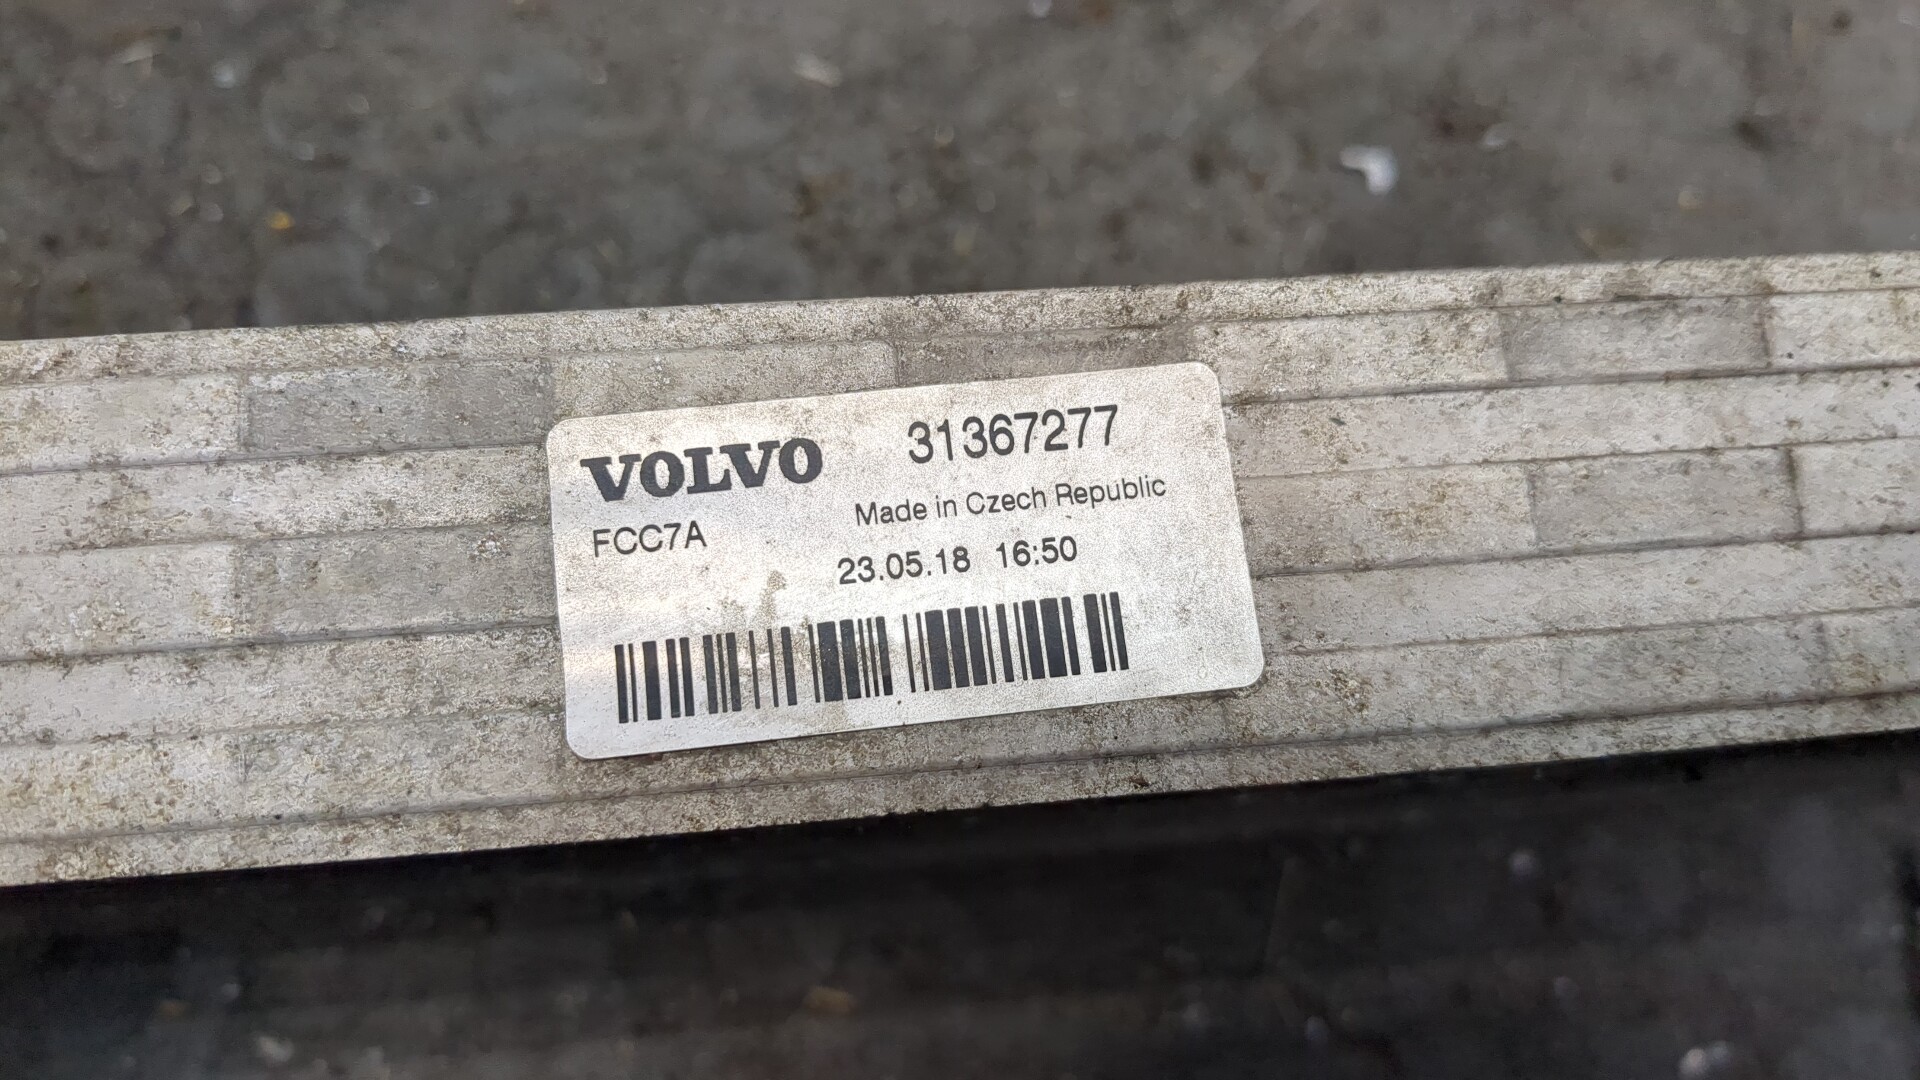 VOLVO 31367277
FCC7A Made in Czech Republic
23.05.18 16:50